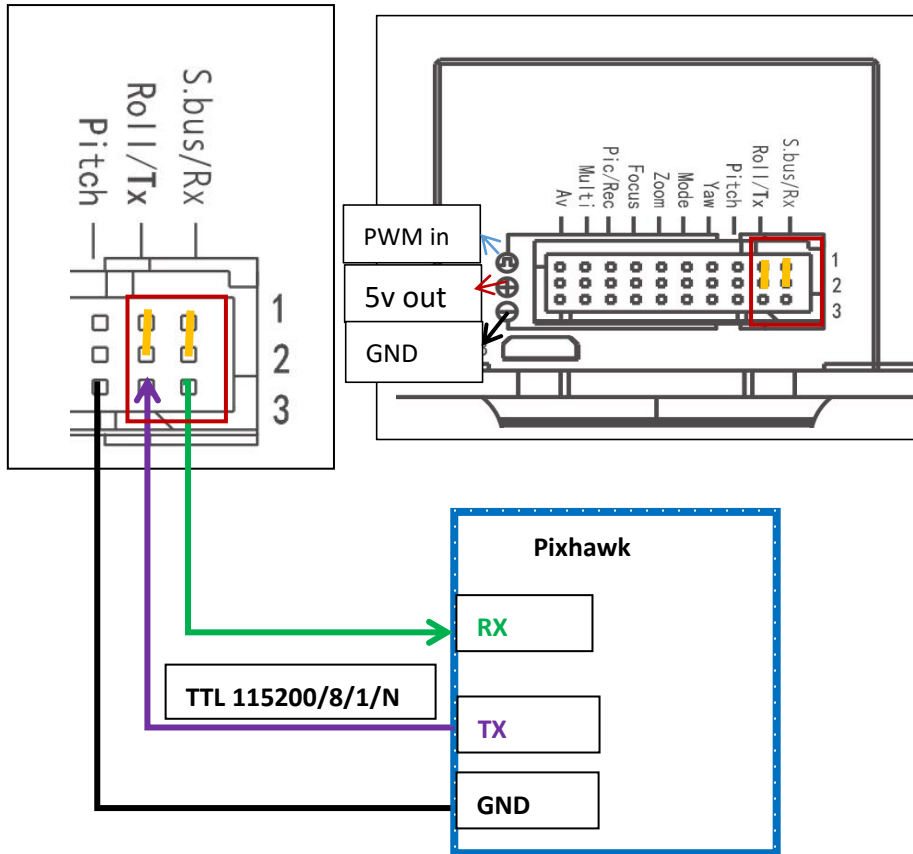 Pitch
Roll/Tx
S.bus/Rx
1
2
3
Av
Multi
Pic/Rec
Focus
Zoom
Mode
Yaw
Pitch
Roll/Tx
S.bus/Rx
PWM in
5v out
GND
1
2
3
Pixhawk
RX
TTL 115200/8/1/N
TX
GND